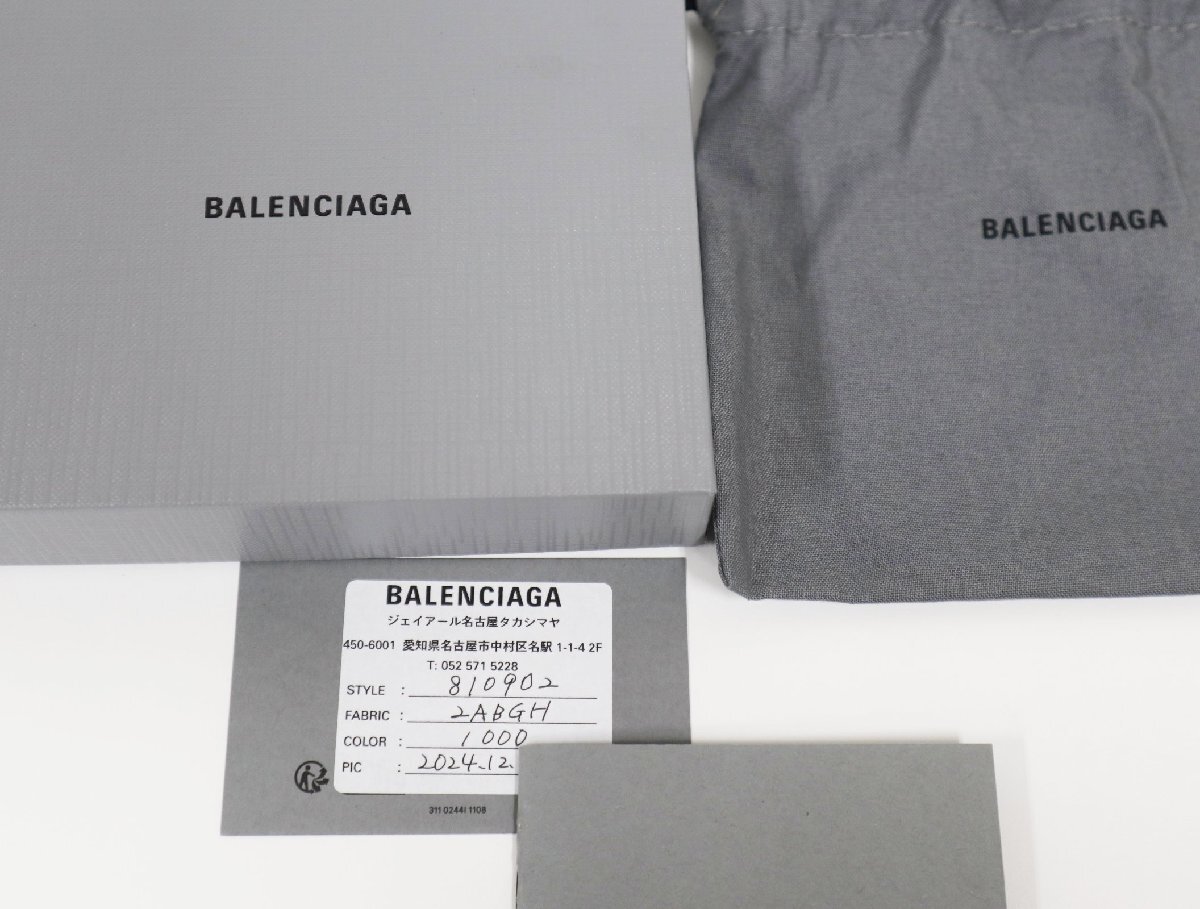 BALENCIAGA
BALENCIAGA
BALENCIAGA
ジェイアール名古屋タカシマヤ
450-6001 愛知県名古屋市中村区名駅 1-1-4 2F
T: 052 571 5228
STYLE : 810902
FABRIC : 2ABGH
COLOR : 1000
PIC : 2024.12.
311 02441 1108